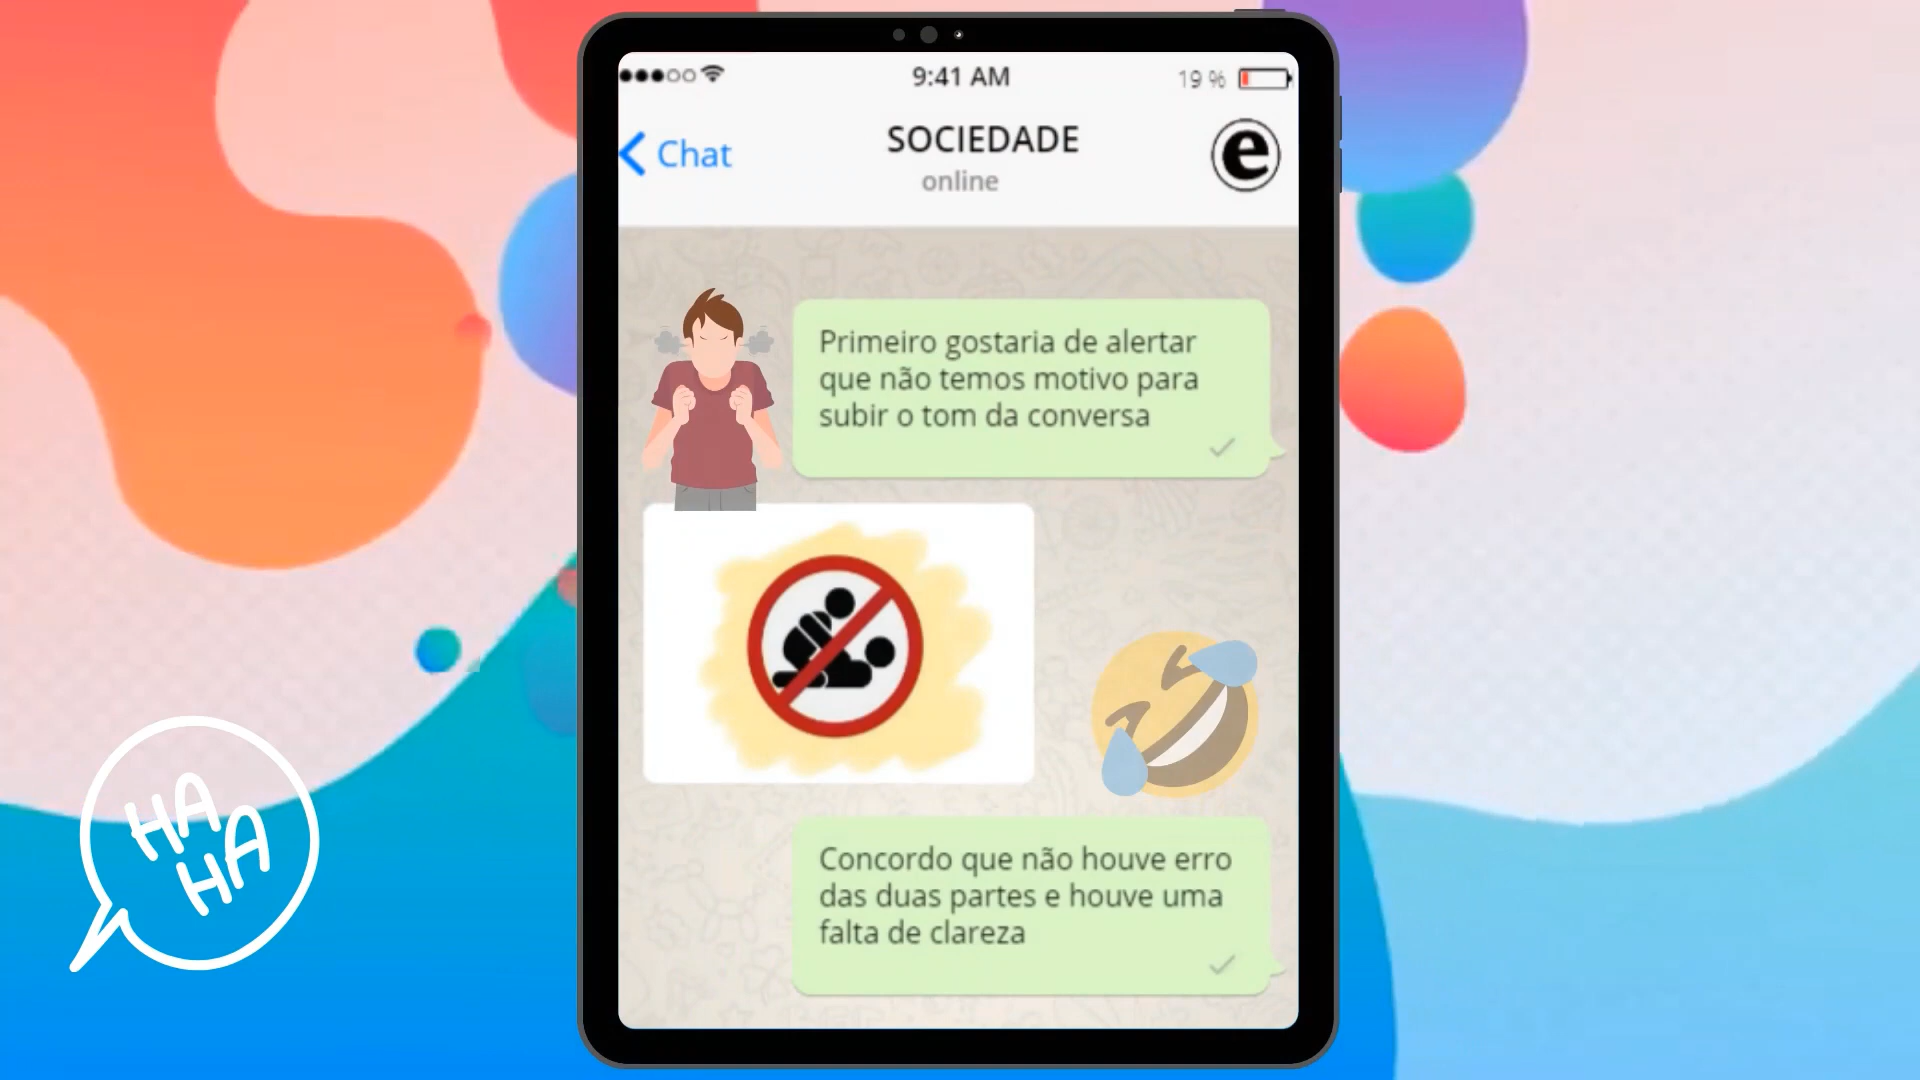 9:41 AM
19 %
Chat
SOCIEDADE
online
e
Primeiro gostaria de alertar
que não temos motivo para
subir o tom da conversa
Concordo que não houve erro
das duas partes e houve uma
falta de clareza
HA
HA